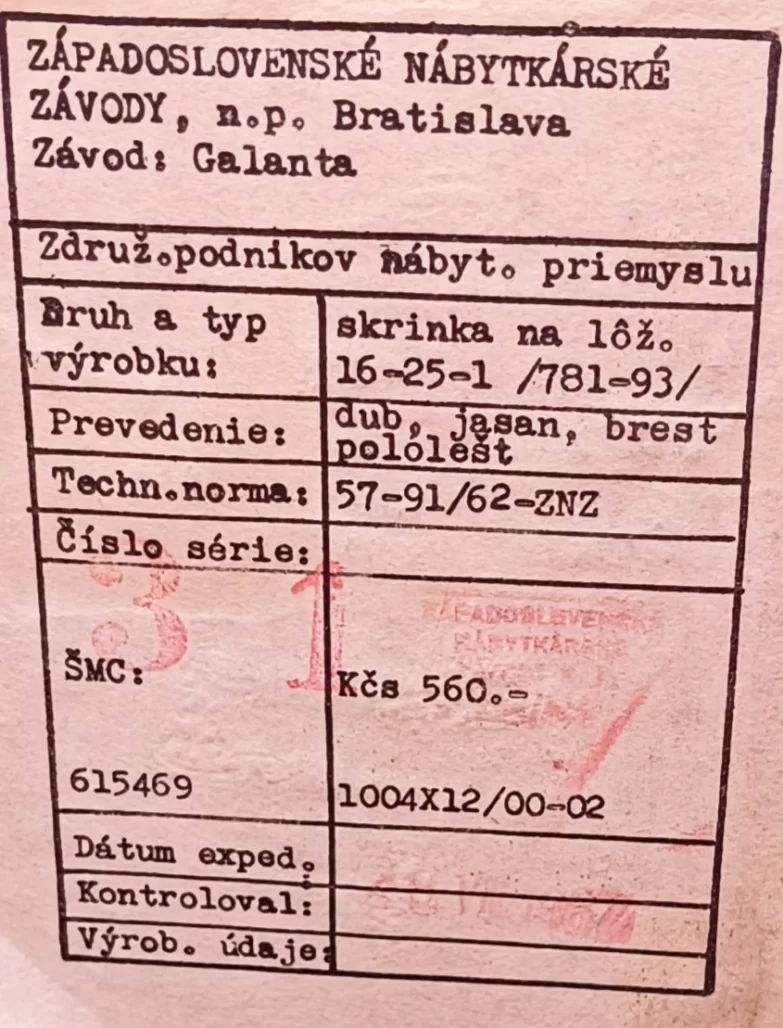 ZÁPADOSLOVENSKÉ NÁBYTKÁRSKÉ
ZÁVODY, n.p. Bratislava
Závod: Galanta
Združ.podnikov nábyt. priemyslu
Druh a typ
výrobku:
skrinka na lôž.
16-25-1 /781-93/
Prevedenie:
dub, jasan, brest
pololešt
Techn.norma:
57-91/62-ZNZ
Číslo série:
31
ŠMC:
Kčs 560.-
ZÁPADOSLOVENSKÉ
NÁBYTKÁRSKE
615469
1004X12/00-02
Dátum exped.
Kontroloval:
Výrob. údaje: